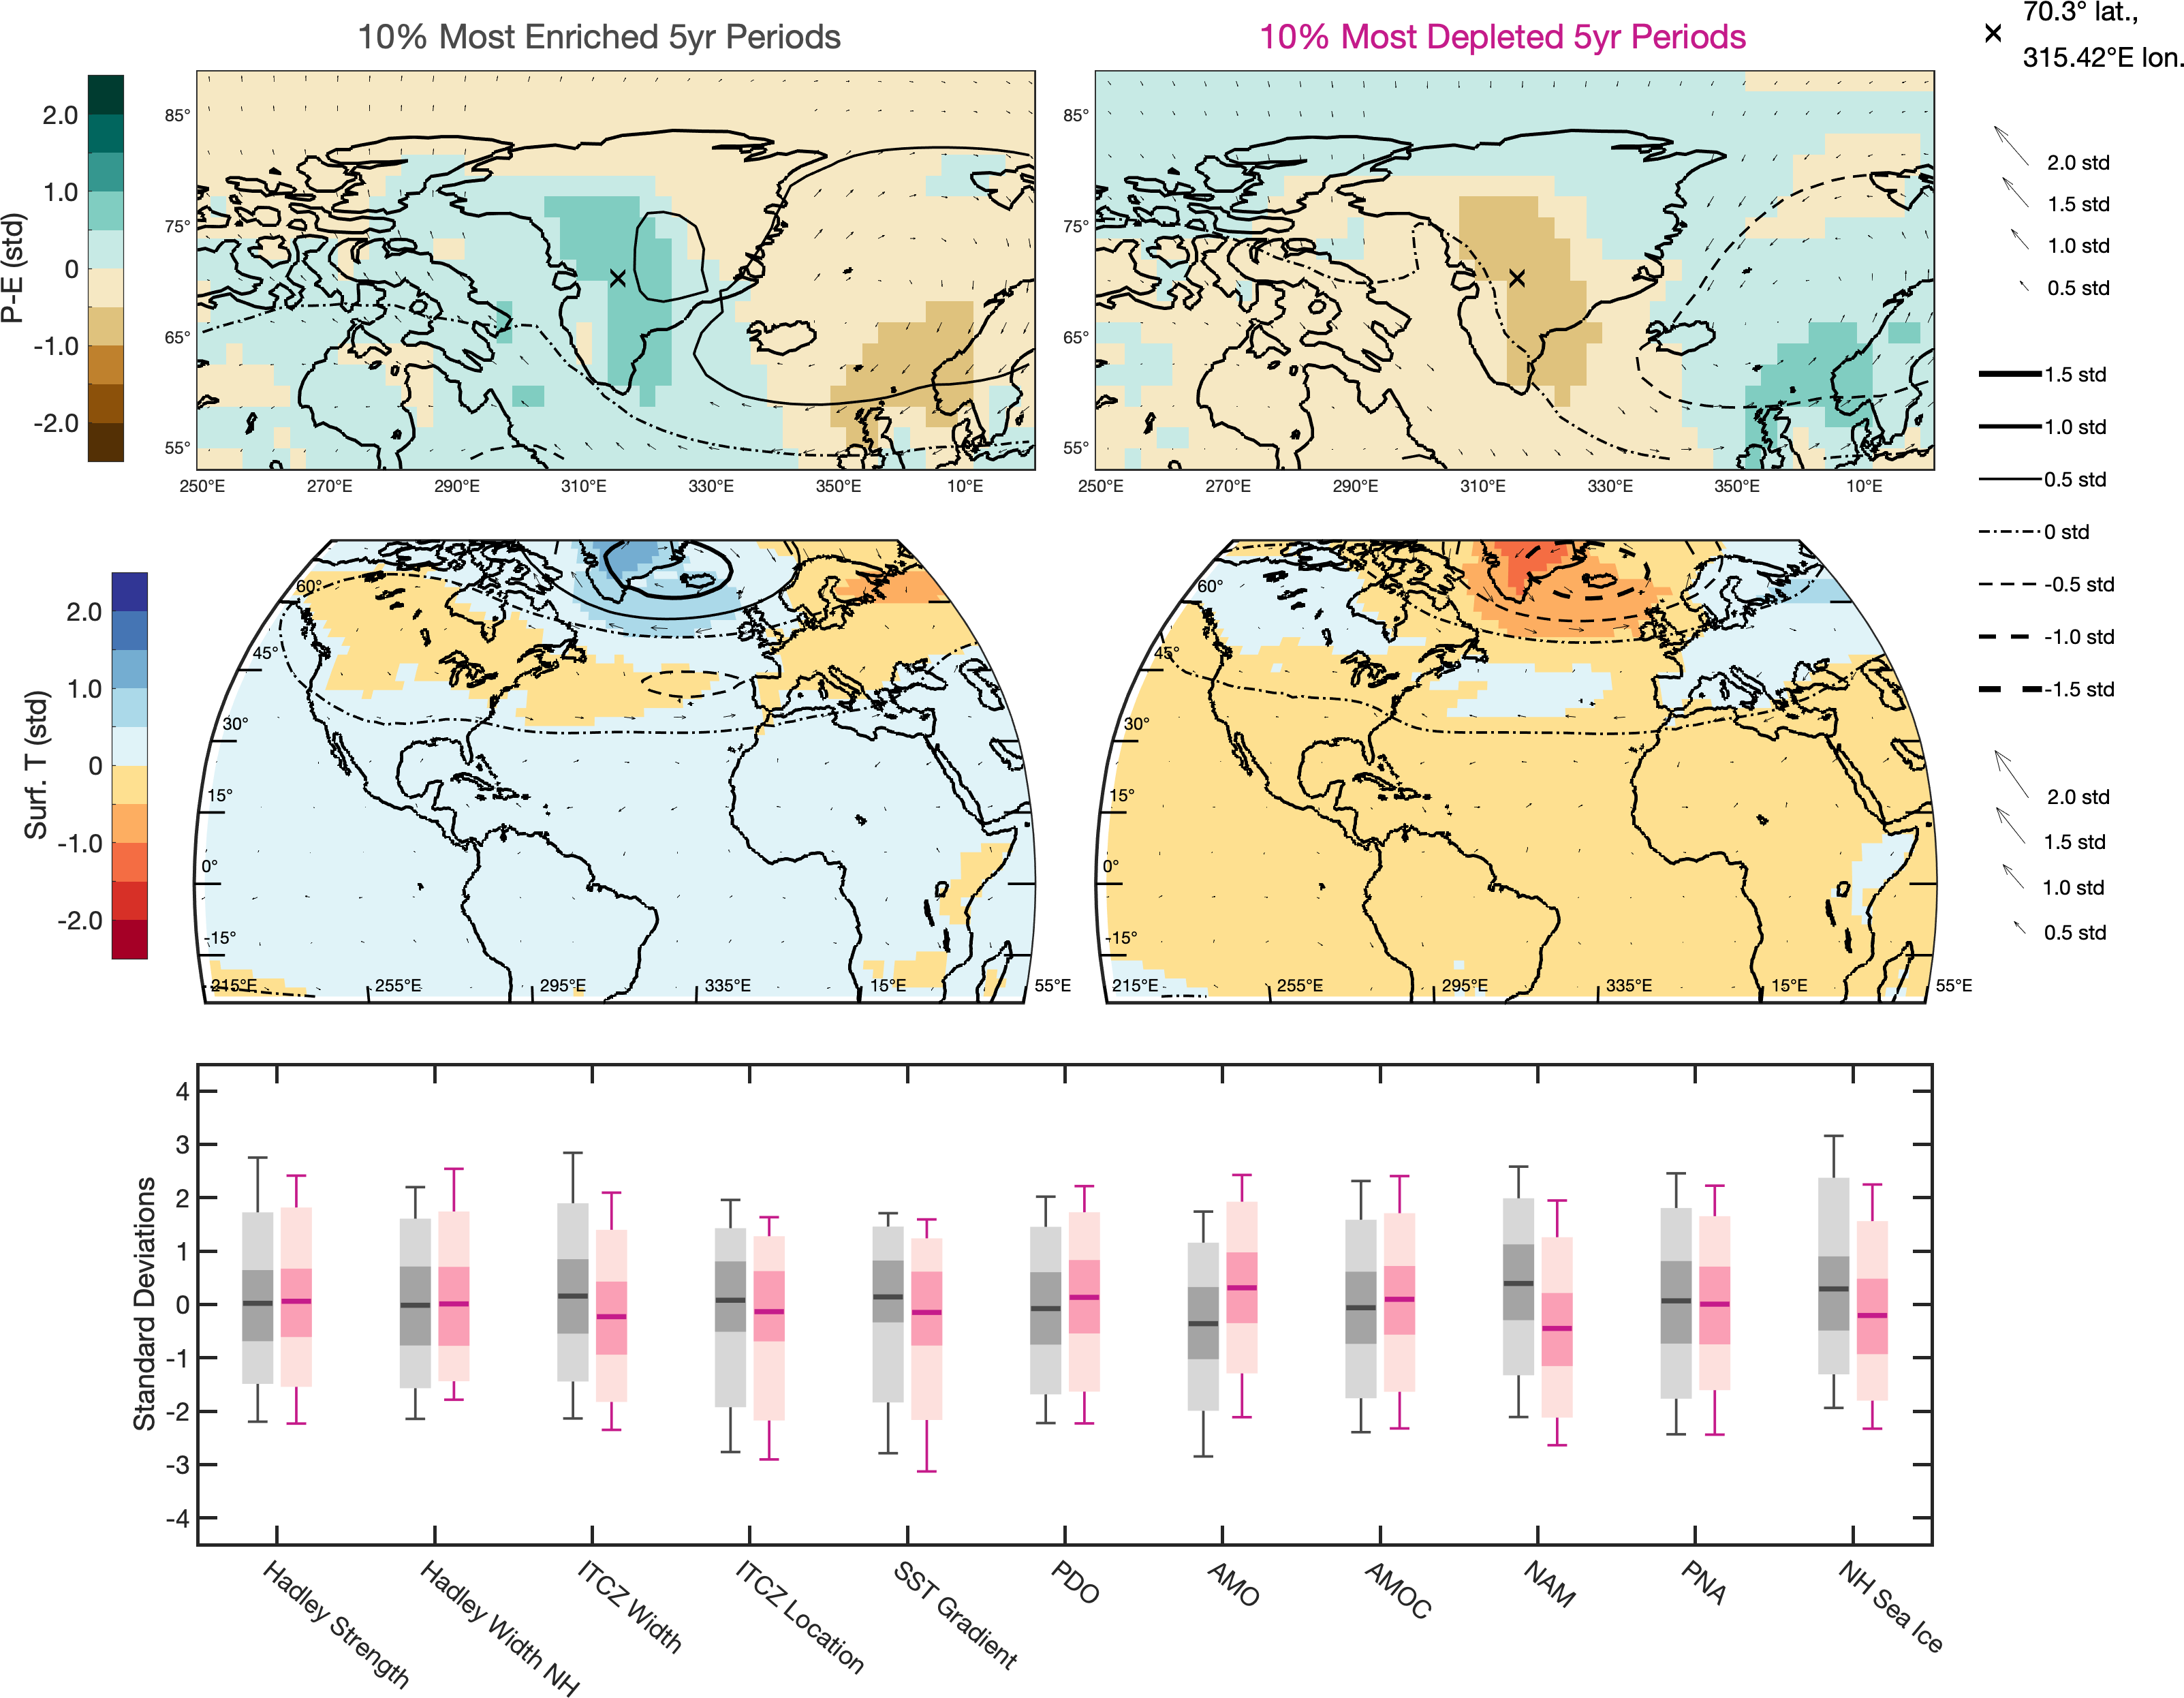 10% Most Enriched 5yr Periods
10% Most Depleted 5yr Periods
70.3° lat.,
315.42°E lon.
P-E (std)
2.0
1.0
0
-1.0
-2.0
85°
75°
65°
55°
250°E 270°E 290°E 310°E 330°E 350°E 10°E
85°
75°
65°
55°
250°E 270°E 290°E 310°E 330°E 350°E 10°E
2.0 std
1.5 std
1.0 std
0.5 std
1.5 std
1.0 std
0.5 std
0 std
-0.5 std
-1.0 std
-1.5 std
Surf. T (std)
2.0
1.0
0
-1.0
-2.0
60°
45°
30°
15°
0°
-15°
215°E 255°E 295°E 335°E 15°E 55°E
60°
45°
30°
15°
0°
-15°
215°E 255°E 295°E 335°E 15°E 55°E
2.0 std
1.5 std
1.0 std
0.5 std
Standard Deviations
4
3
2
1
0
-1
-2
-3
-4
Hadley Strength
Hadley Width NH
ITCZ Width
ITCZ Location
SST Gradient
PDO
AMO
AMOC
NAM
PNA
NH Sea Ice